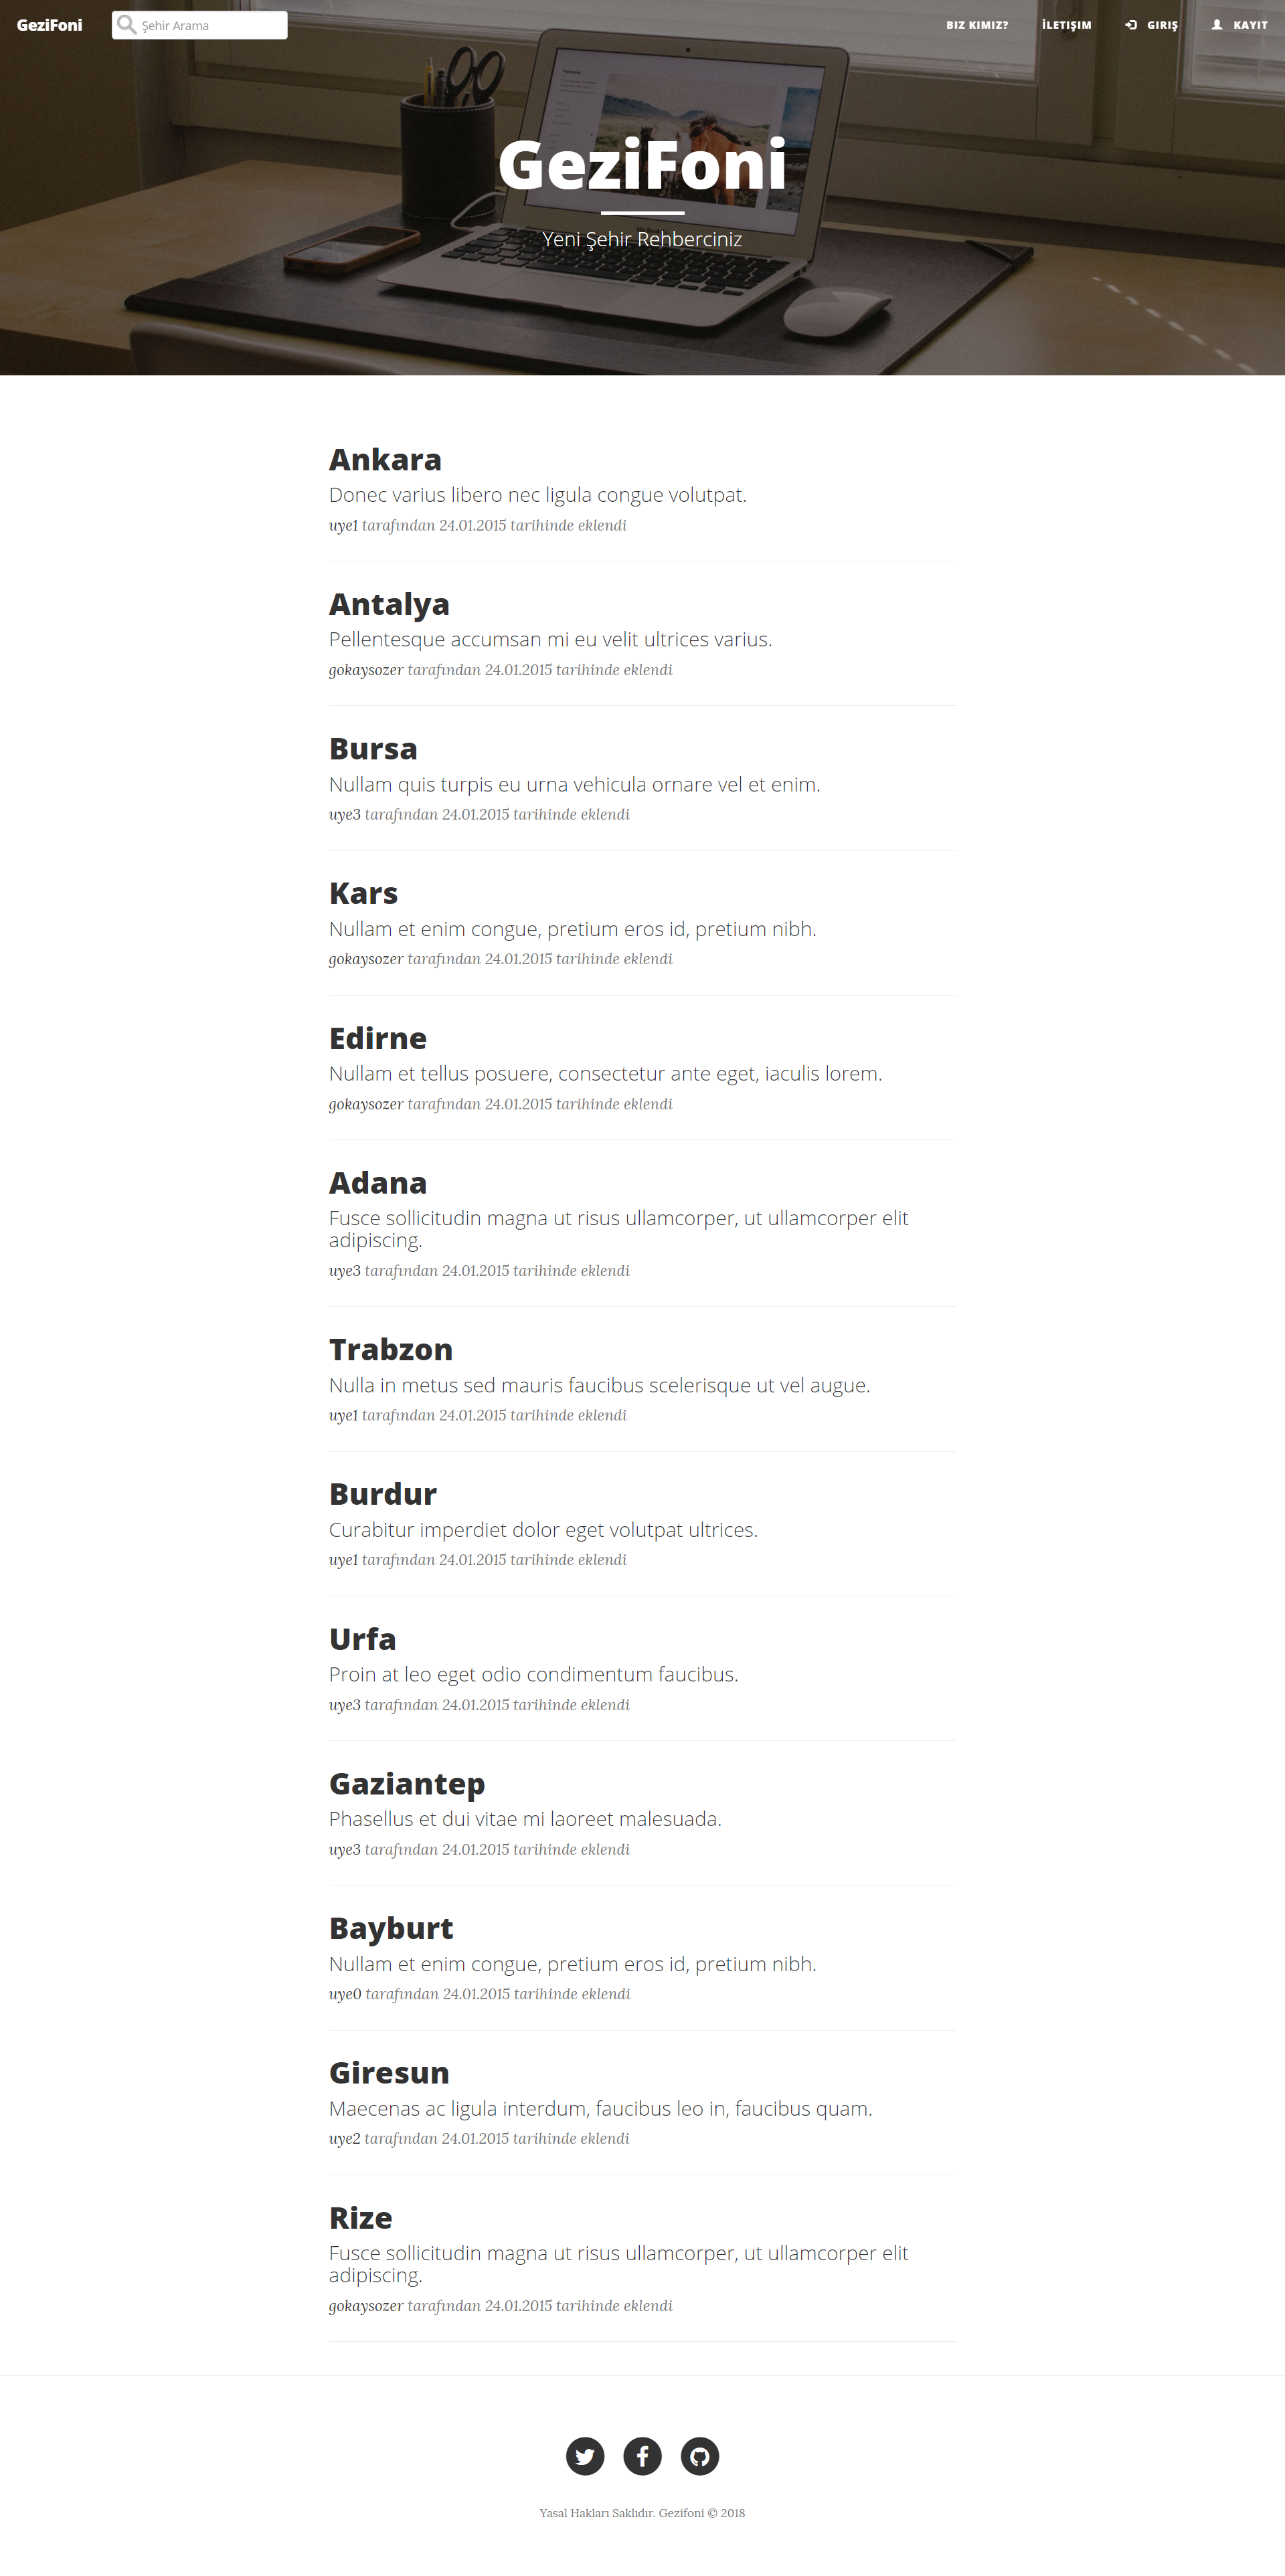 GeziFoni
Şehir Arama
BIZ KIMIZ?
İLETIŞIM
GIRIŞ
KAYIT
GeziFoni
Yeni Şehir Rehberciniz
Ankara
Donec varius libero nec ligula congue volutpat.
uye1 tarafından 24.01.2015 tarihinde eklendi
Antalya
Pellentesque accumsan mi eu velit ultrices varius.
gokaysozer tarafından 24.01.2015 tarihinde eklendi
Bursa
Nullam quis turpis eu urna vehicula ornare vel et enim.
uye3 tarafından 24.01.2015 tarihinde eklendi
Kars
Nullam et enim congue, pretium eros id, pretium nibh.
gokaysozer tarafından 24.01.2015 tarihinde eklendi
Edirne
Nullam et tellus posuere, consectetur ante eget, iaculis lorem.
gokaysozer tarafından 24.01.2015 tarihinde eklendi
Adana
Fusce sollicitudin magna ut risus ullamcorper, ut ullamcorper elit
adipiscing.
uye3 tarafından 24.01.2015 tarihinde eklendi
Trabzon
Nulla in metus sed mauris faucibus scelerisque ut vel augue.
uye1 tarafından 24.01.2015 tarihinde eklendi
Burdur
Curabitur imperdiet dolor eget volutpat ultrices.
uye1 tarafından 24.01.2015 tarihinde eklendi
Urfa
Proin at leo eget odio condimentum faucibus.
uye3 tarafından 24.01.2015 tarihinde eklendi
Gaziantep
Phasellus et dui vitae mi laoreet malesuada.
uye3 tarafından 24.01.2015 tarihinde eklendi
Bayburt
Nullam et enim congue, pretium eros id, pretium nibh.
uye0 tarafından 24.01.2015 tarihinde eklendi
Giresun
Maecenas ac ligula interdum, faucibus leo in, faucibus quam.
uye2 tarafından 24.01.2015 tarihinde eklendi
Rize
Fusce sollicitudin magna ut risus ullamcorper, ut ullamcorper elit
adipiscing.
gokaysozer tarafından 24.01.2015 tarihinde eklendi
Yasal Hakları Saklıdır. Gezifoni © 2018